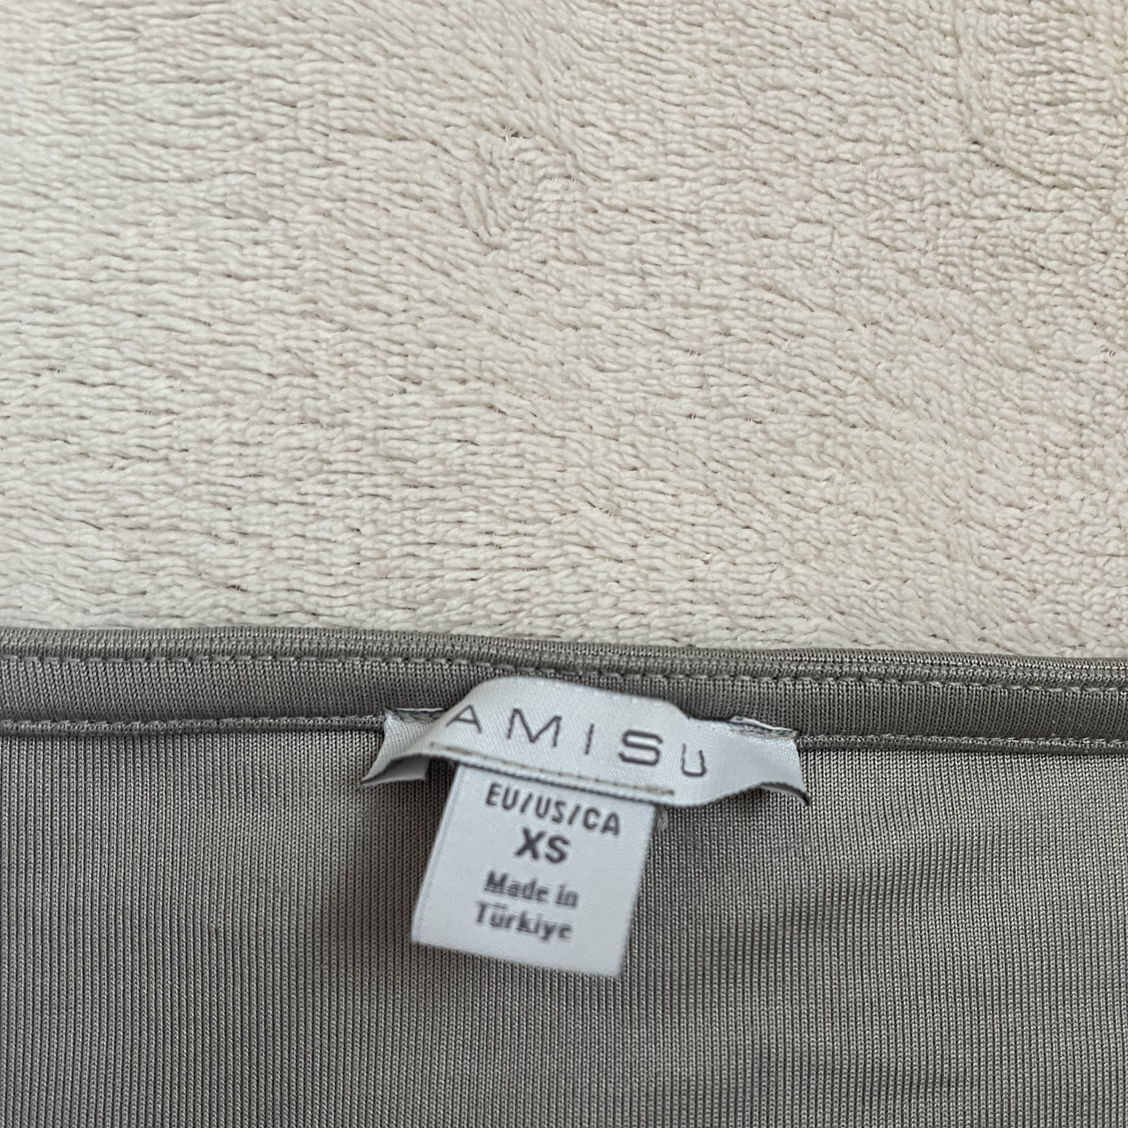 AMISU
EU/US/CA
XS
Made in
Türkiye